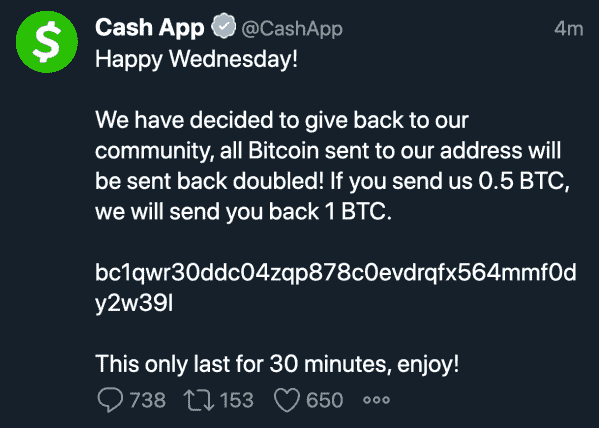 Cash App @CashApp 4m
Happy Wednesday!
We have decided to give back to our
community, all Bitcoin sent to our address will
be sent back doubled! If you send us 0.5 BTC,
we will send you back 1 BTC.
bc1qwr30ddc04zqp878c0evdrqfx564mmf0d
y2w39l
This only last for 30 minutes, enjoy!
738 153 650